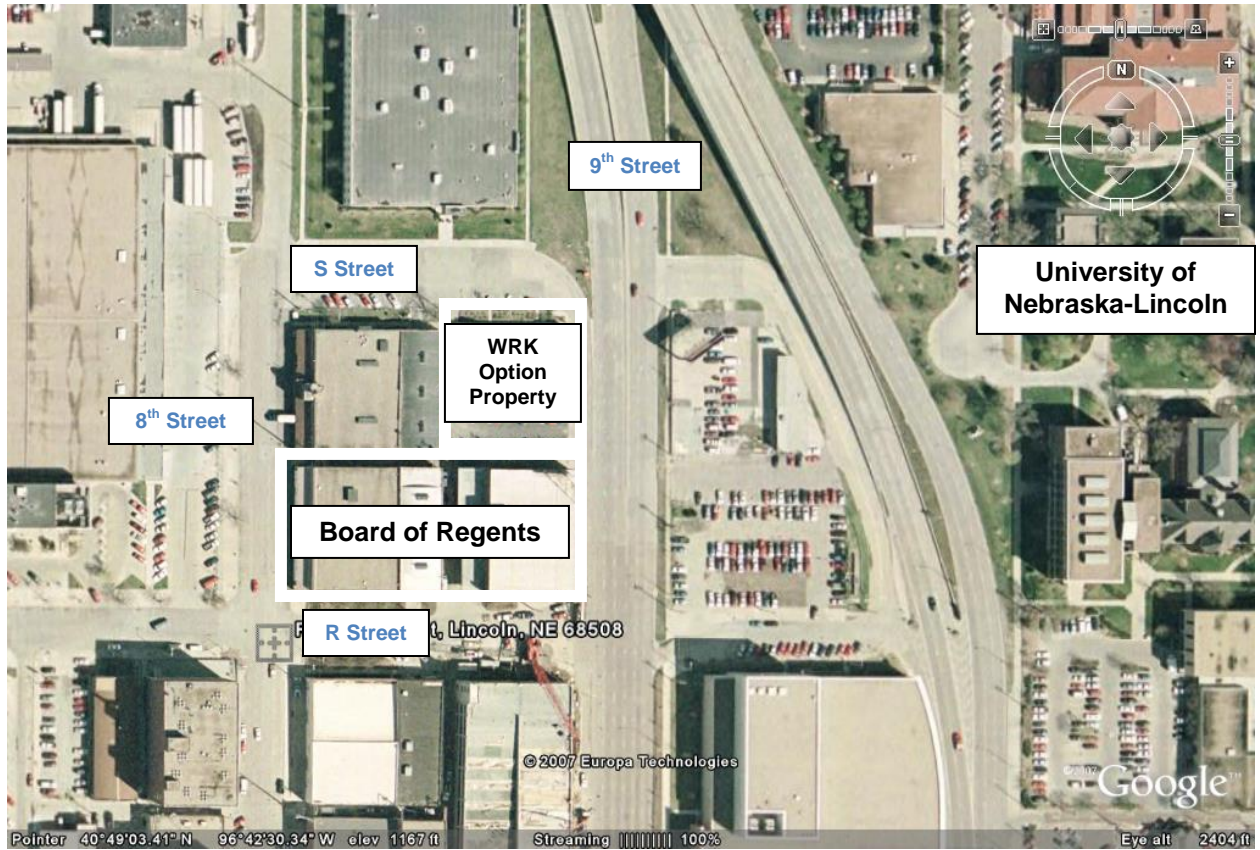 N
9th Street
S Street
University of
Nebraska-Lincoln
WRK
Option
Property
8th Street
Board of Regents
R Street
t, Lincoln, NE 68508
© 2007 Europa Technologies
Google™
Pointer 40°49'03.41" N 96°42'30.34" W elev 1167 ft Streaming ||||||||| 100% Eye alt 2404 ft